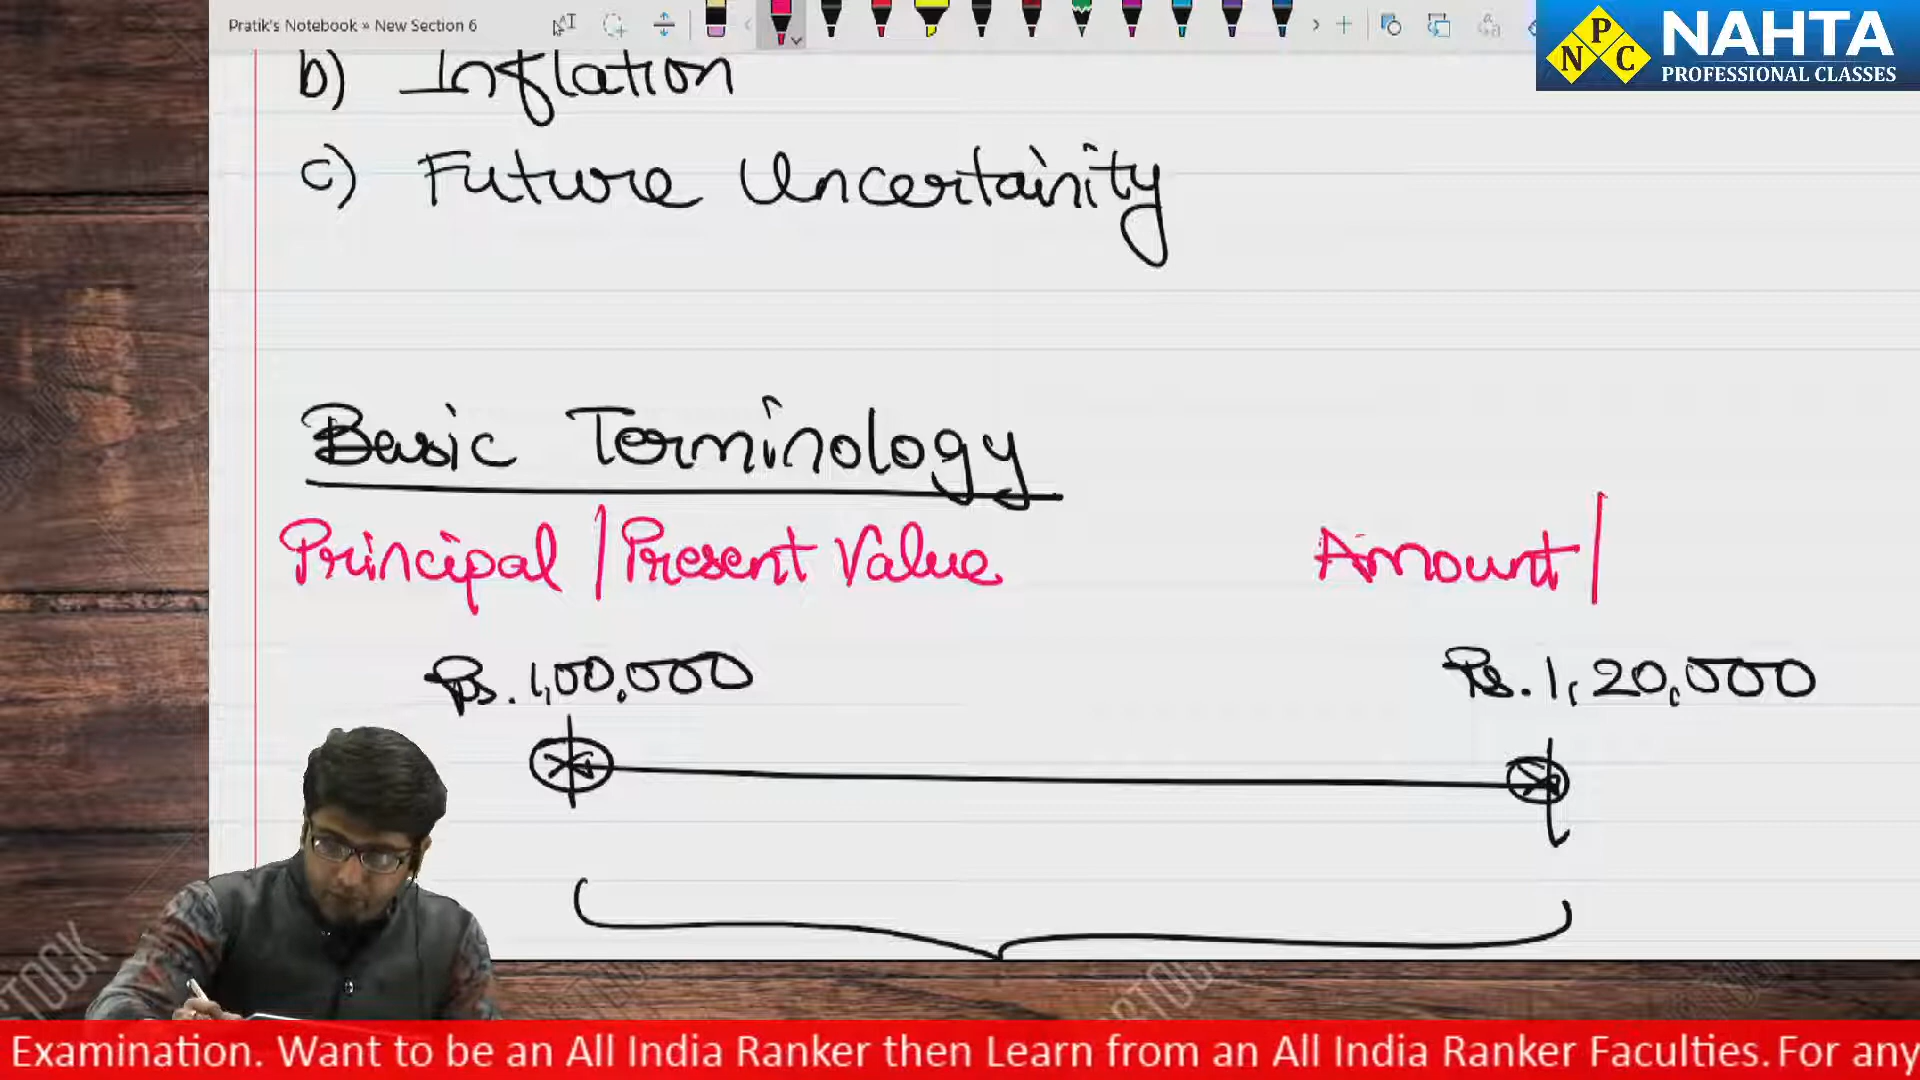 Pratik's Notebook » New Section 6
NPC
NAHTA
PROFESSIONAL CLASSES
b) Inflation
c) Future Uncertainity
Basic Terminology
Principal | Present Value
Amount |
Rs. 1,00,000
Rs. 1,20,000
Examination. Want to be an All India Ranker then Learn from an All India Ranker Faculties. For any